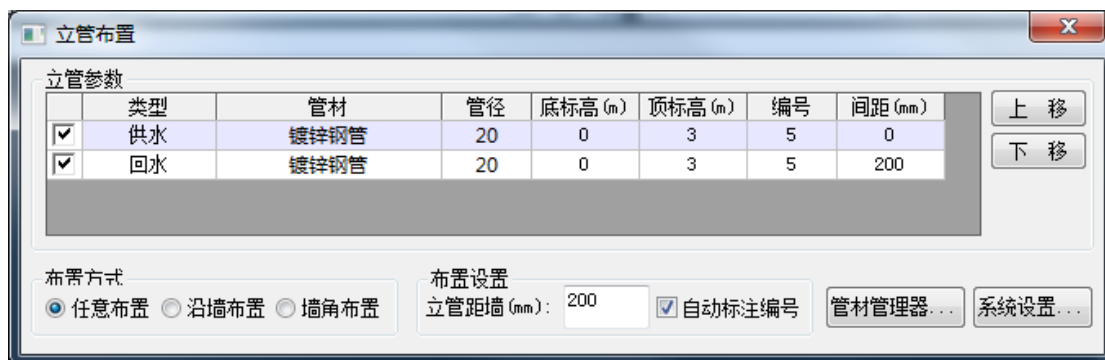 立管布置
立管参数
类型 管材 管径 底标高(m) 顶标高(m) 编号 间距(mm)
供水 镀锌钢管 20 0 3 5 0
回水 镀锌钢管 20 0 3 5 200
上 移
下 移
布置方式
任意布置 沿墙布置 墙角布置
布置设置
立管距墙(mm): 200 自动标注编号
管材管理器... 系统设置...